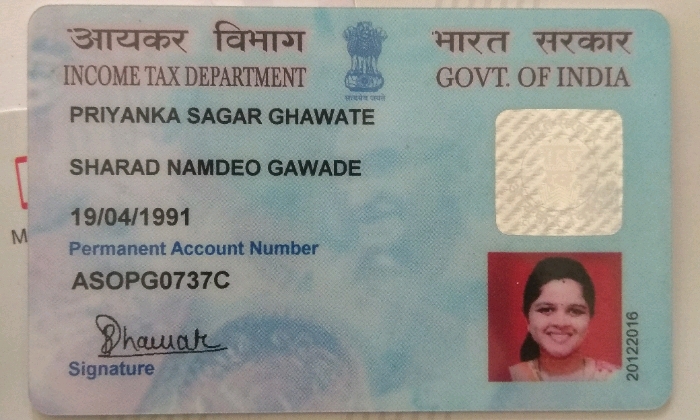 आयकर विभाग
भारत सरकार
INCOME TAX DEPARTMENT
GOVT. OF INDIA
सत्यमेव जयते
PRIYANKA SAGAR GHAWATE
SHARAD NAMDEO GAWADE
19/04/1991
Permanent Account Number
ASOPG0737C
Signature
20122016